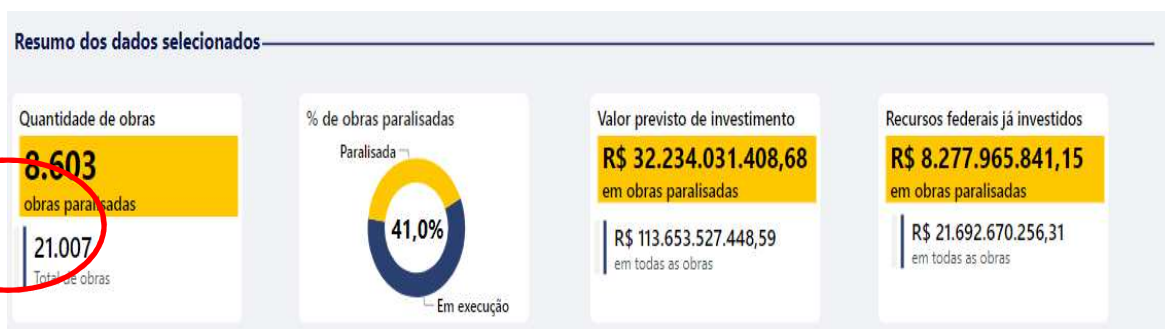 Resumo dos dados selecionados
Quantidade de obras
8.603
obras paralisadas
21.007
Total de obras
% de obras paralisadas
Paralisada
41,0%
Em execução
Valor previsto de investimento
R$ 32.234.031.408,68
em obras paralisadas
R$ 113.653.527.448,59
em todas as obras
Recursos federais já investidos
R$ 8.277.965.841,15
em obras paralisadas
R$ 21.692.670.256,31
em todas as obras